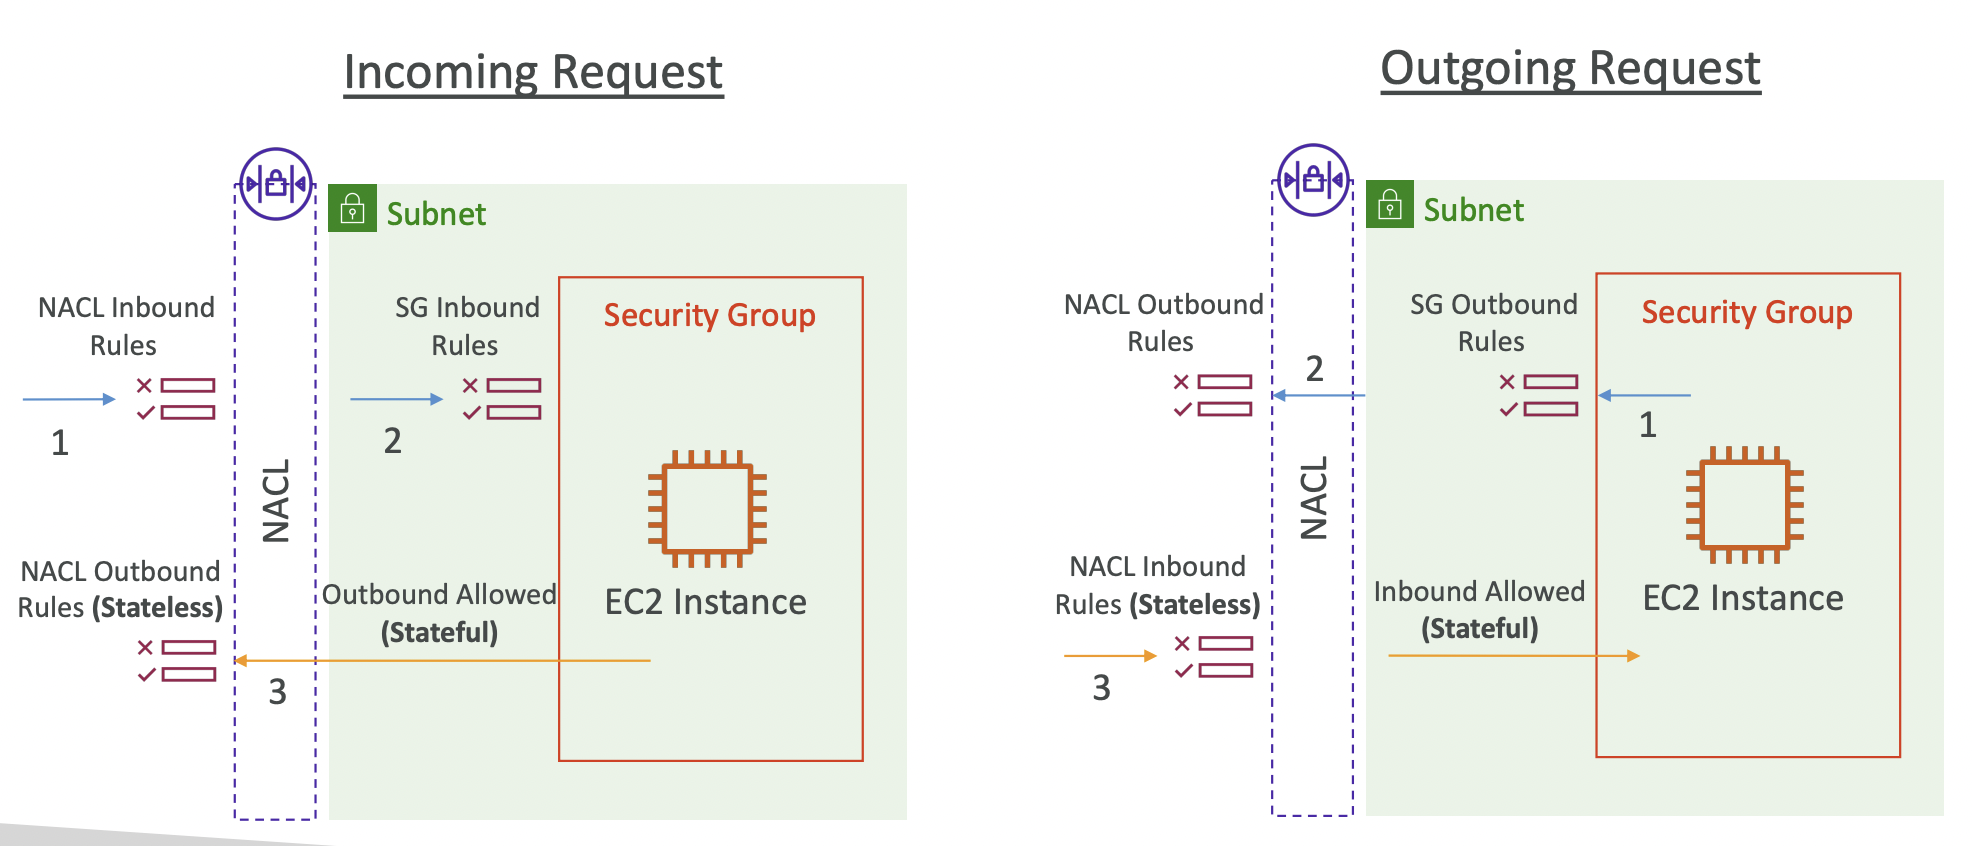 Incoming Request
Subnet
NACL Inbound
Rules
SG Inbound
Rules
Security Group
1
2
NACL
NACL Outbound
Rules (Stateless)
Outbound Allowed
(Stateful)
EC2 Instance
3
Outgoing Request
Subnet
NACL Outbound
Rules
2
SG Outbound
Rules
Security Group
1
NACL
NACL Inbound
Rules (Stateless)
Inbound Allowed
(Stateful)
EC2 Instance
3